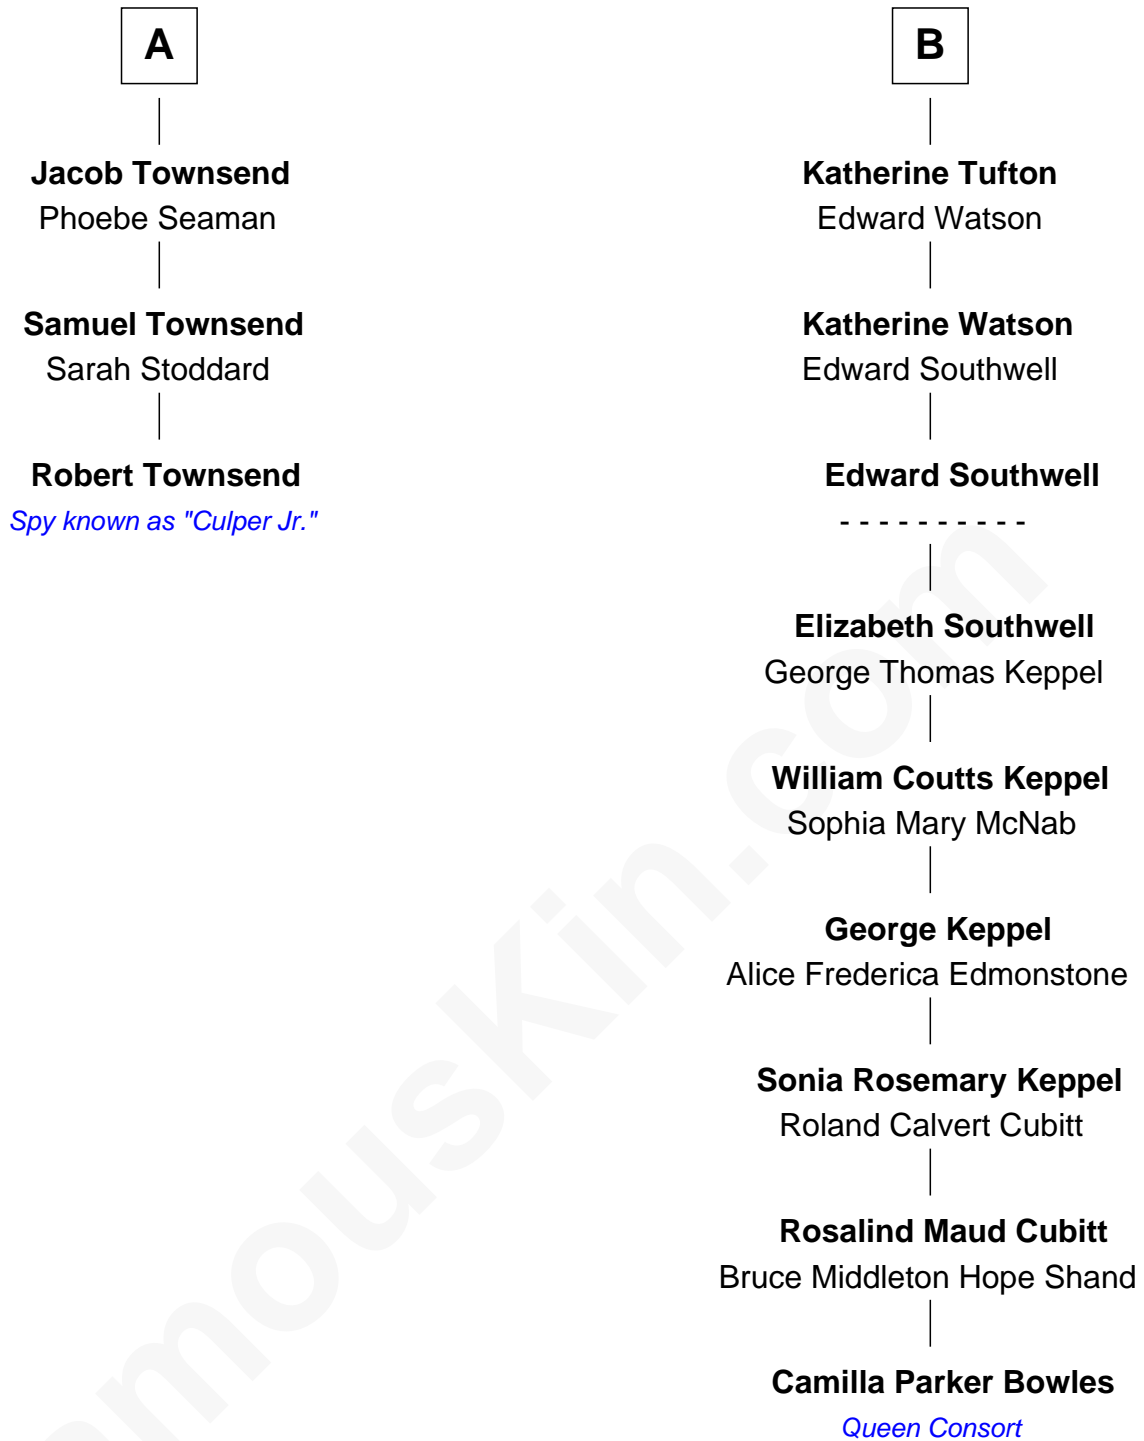 A
Jacob Townsend
Phoebe Seaman
Samuel Townsend
Sarah Stoddard
Robert Townsend
Spy known as "Culper Jr."
B
Katherine Tufton
Edward Watson
Katherine Watson
Edward Southwell
Edward Southwell
- - - - - - - - - -
Elizabeth Southwell
George Thomas Keppel
William Coutts Keppel
Sophia Mary McNab
George Keppel
Alice Frederica Edmonstone
Sonia Rosemary Keppel
Roland Calvert Cubitt
Rosalind Maud Cubitt
Bruce Middleton Hope Shand
Camilla Parker Bowles
Queen Consort
amouskin.com